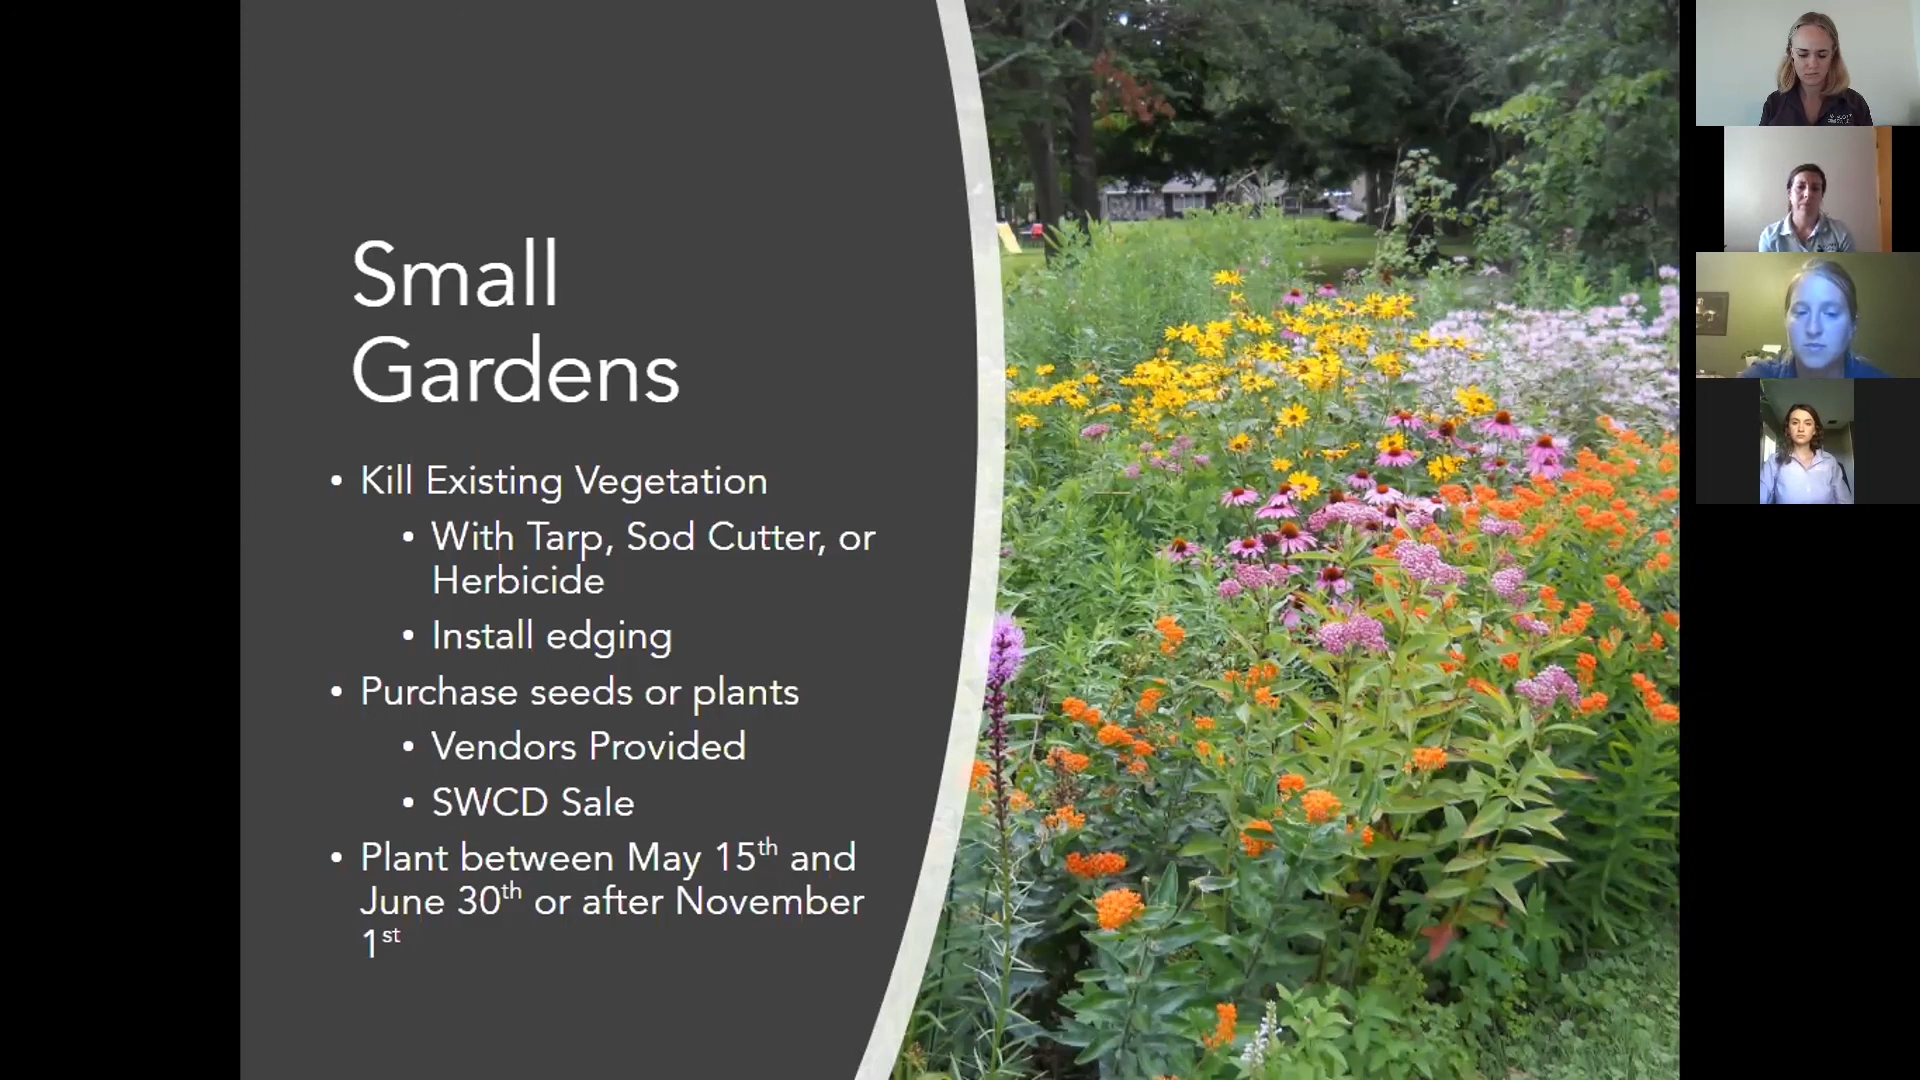 Small
Gardens
• Kill Existing Vegetation
• With Tarp, Sod Cutter, or
Herbicide
• Install edging
• Purchase seeds or plants
• Vendors Provided
• SWCD Sale
• Plant between May 15th and
June 30th or after November
1st